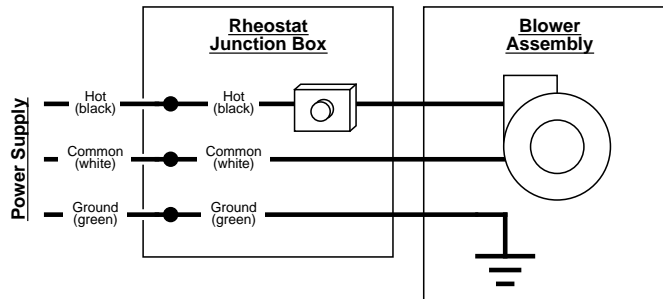 Rheostat
Junction Box
Blower
Assembly
Power Supply
Hot
(black)
Hot
(black)
Common
(white)
Common
(white)
Ground
(green)
Ground
(green)